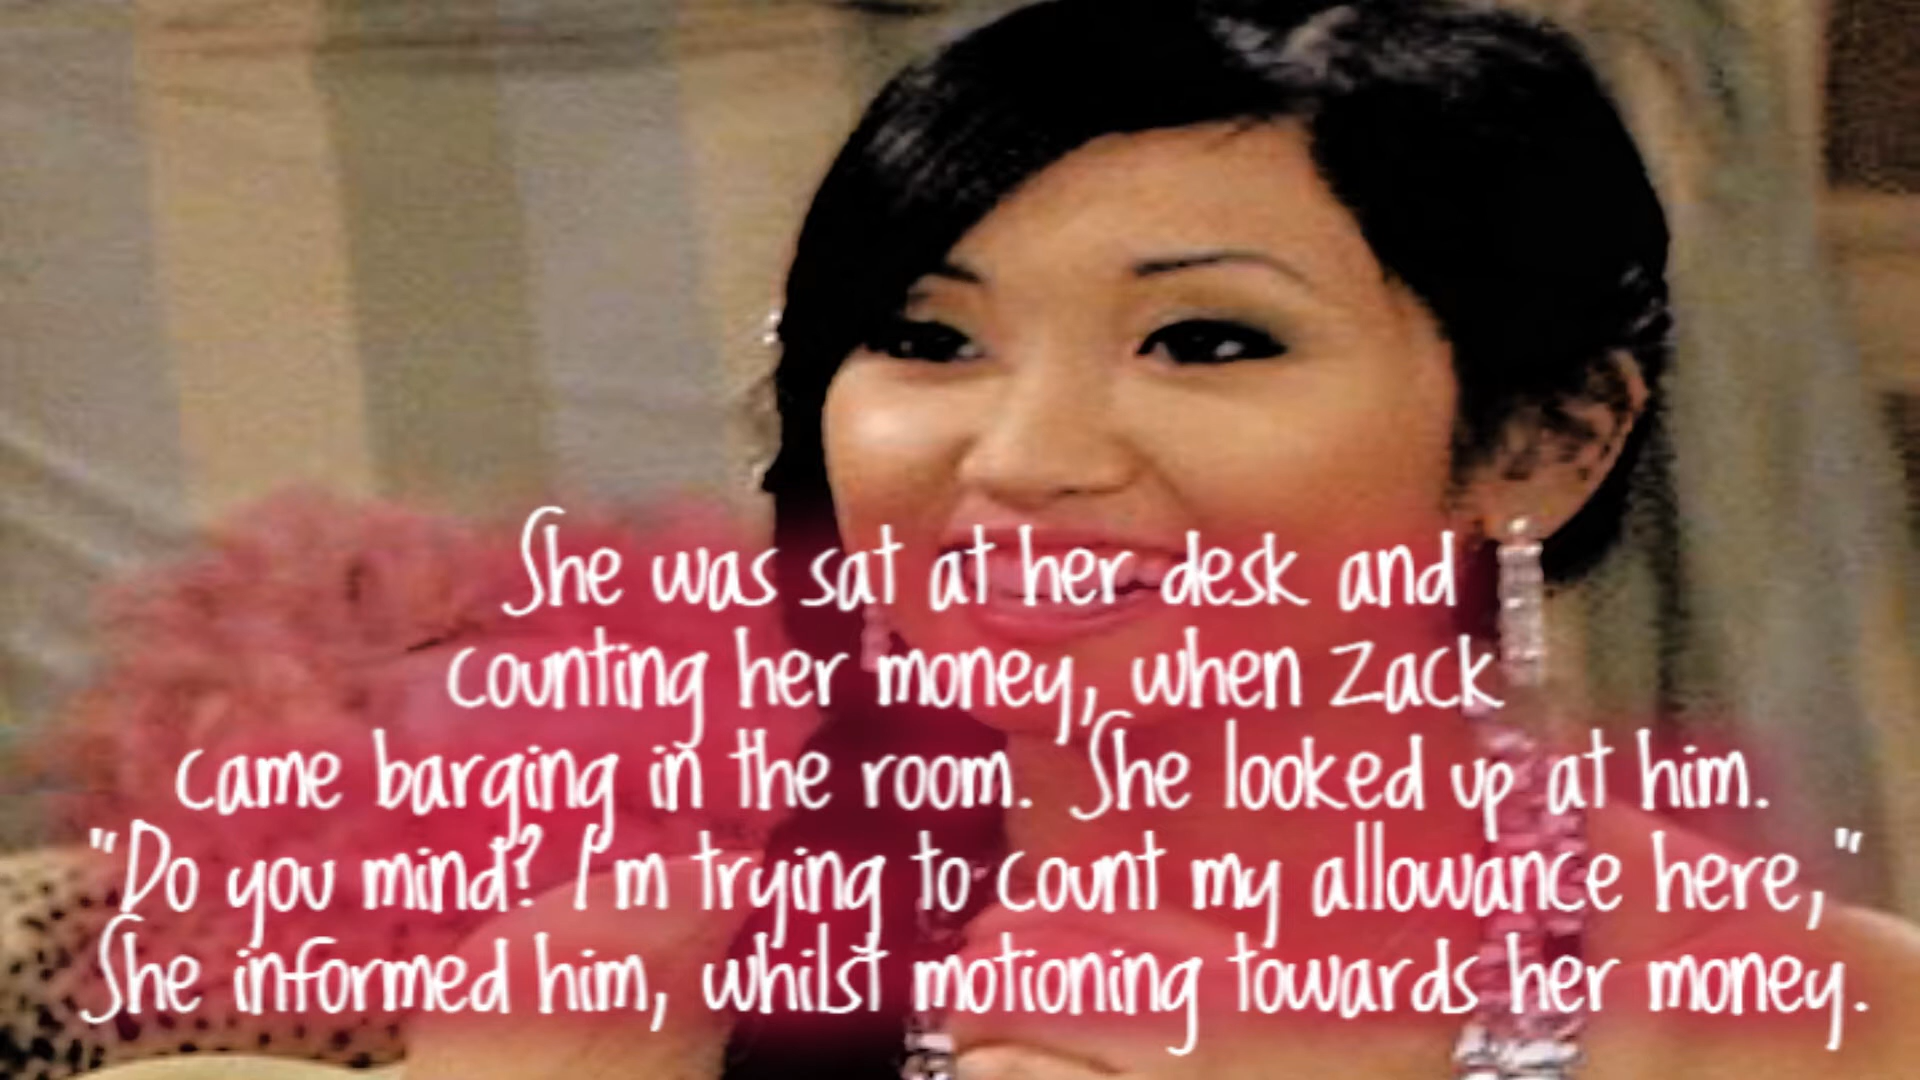 She was sat at her desk and
counting her money, when Zack
came barging in the room. She looked up at him.
"Do you mind? I'm trying to count my allowance here,"
She informed him, whilst motioning towards her money.